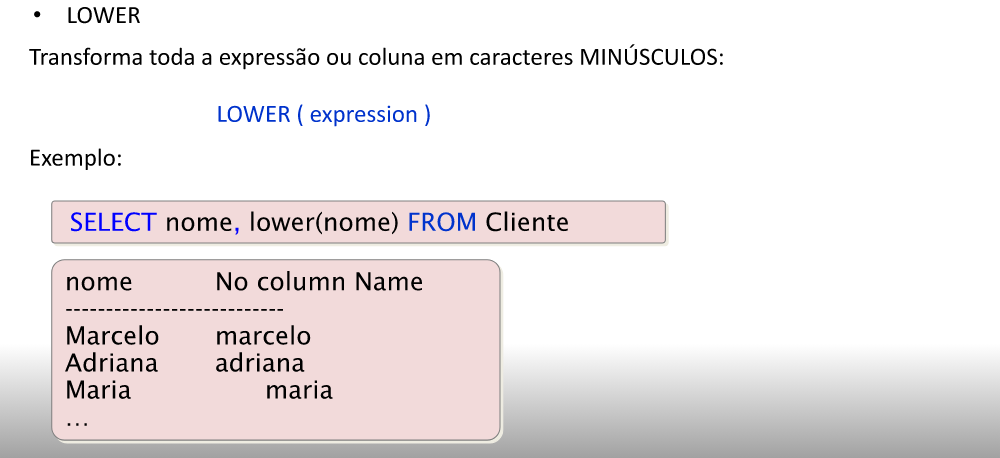 • LOWER
Transforma toda a expressão ou coluna em caracteres MINÚSCULOS:
LOWER ( expression )
Exemplo:
SELECT nome, lower(nome) FROM Cliente
nome No column Name
---------------------------
Marcelo marcelo
Adriana adriana
Maria maria
...